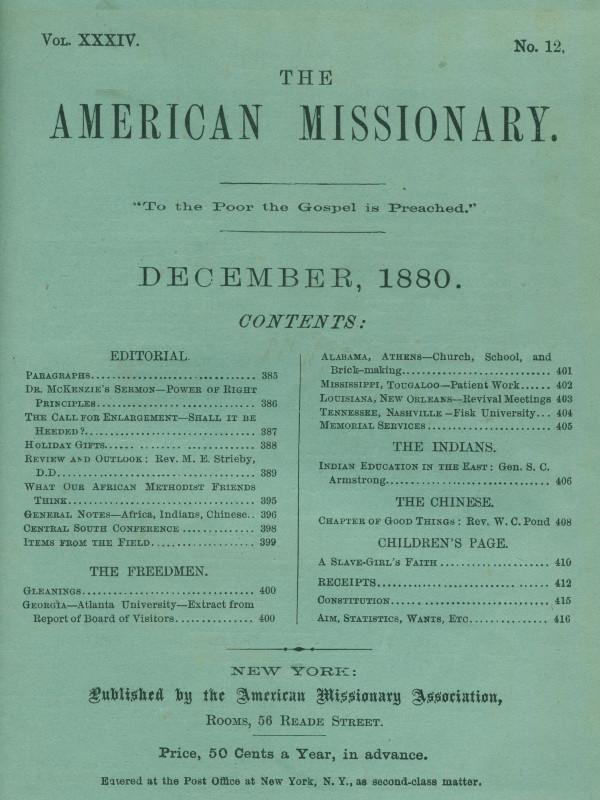 Vol. XXXIV.
No. 12.
THE
AMERICAN MISSIONARY.
“To the Poor the Gospel is Preached.”
DECEMBER, 1880.
CONTENTS:
EDITORIAL.
Paragraphs........................................ 385
Dr. McKenzie's Sermon—Power of Right
Principles........................................ 386
The Call for Enlargement—Shall it be
Heeded?........................................ 387
Holiday Gifts........................................ 388
Review and Outlook: Rev. M. E. Strieby,
D.D........................................ 389
What Our African Methodist Friends
Think........................................ 395
General Notes—Africa, Indians, Chinese.. 396
Central South Conference .................. 398
Items from the Field........................ 399
THE FREEDMEN.
Gleanings........................................ 400
Georgia—Atlanta University—Extract from
Report of Board of Visitors............... 400
Alabama, Athens—Church, School, and
Brick-making.............................. 401
Mississippi, Tougaloo—Patient Work...... 402
Louisiana, New Orleans—Revival Meetings 403
Tennessee, Nashville—Fisk University... 404
Memorial Services........................ 405
THE INDIANS.
Indian Education in the East: Gen. S. C.
Armstrong.............................. 406
THE CHINESE.
Chapter of Good Things: Rev. W. C. Pond 408
CHILDREN'S PAGE.
A Slave-Girl's Faith ..................... 410
Receipts.................................... 412
Constitution.............................. 415
Aim, Statistics, Wants, Etc............... 416
NEW YORK:
Published by the American Missionary Association,
Rooms, 56 Reade Street.
Price, 50 Cents a Year, in advance.
Entered at the Post Office at New York, N. Y., as second-class matter.